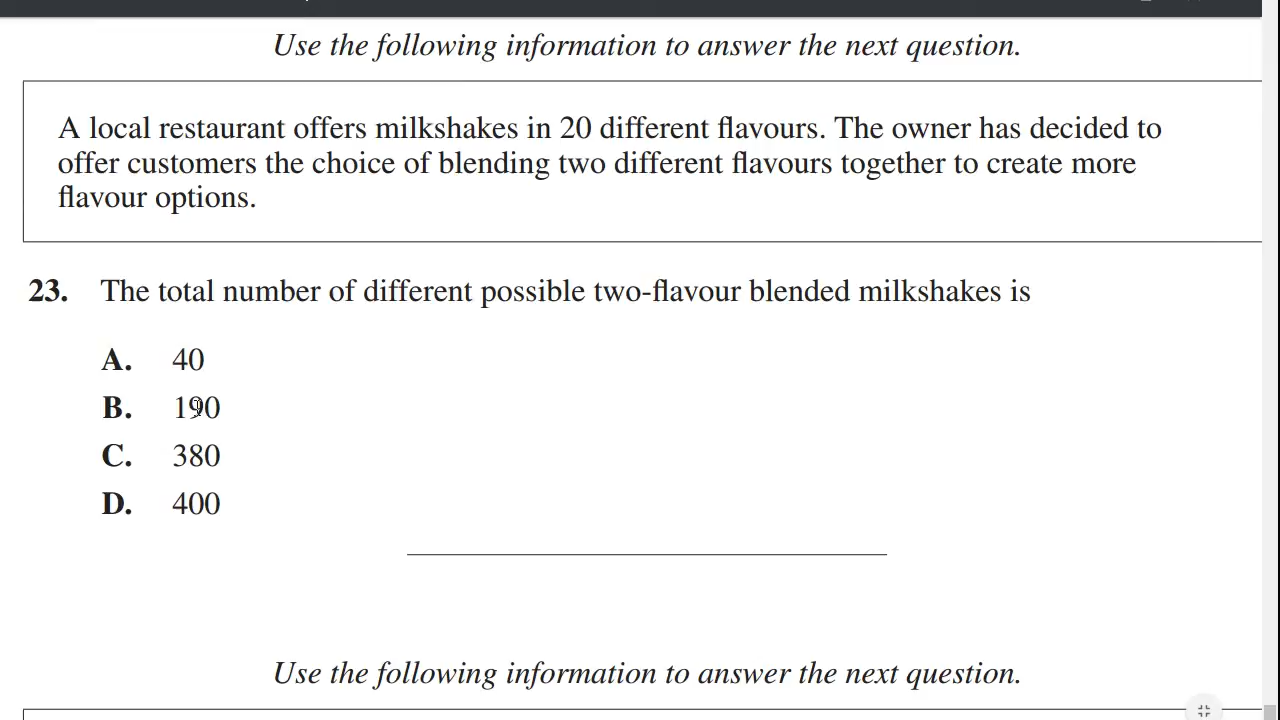 Use the following information to answer the next question.
A local restaurant offers milkshakes in 20 different flavours. The owner has decided to
offer customers the choice of blending two different flavours together to create more
flavour options.
23. The total number of different possible two-flavour blended milkshakes is
A. 40
B. 190
C. 380
D. 400
Use the following information to answer the next question.